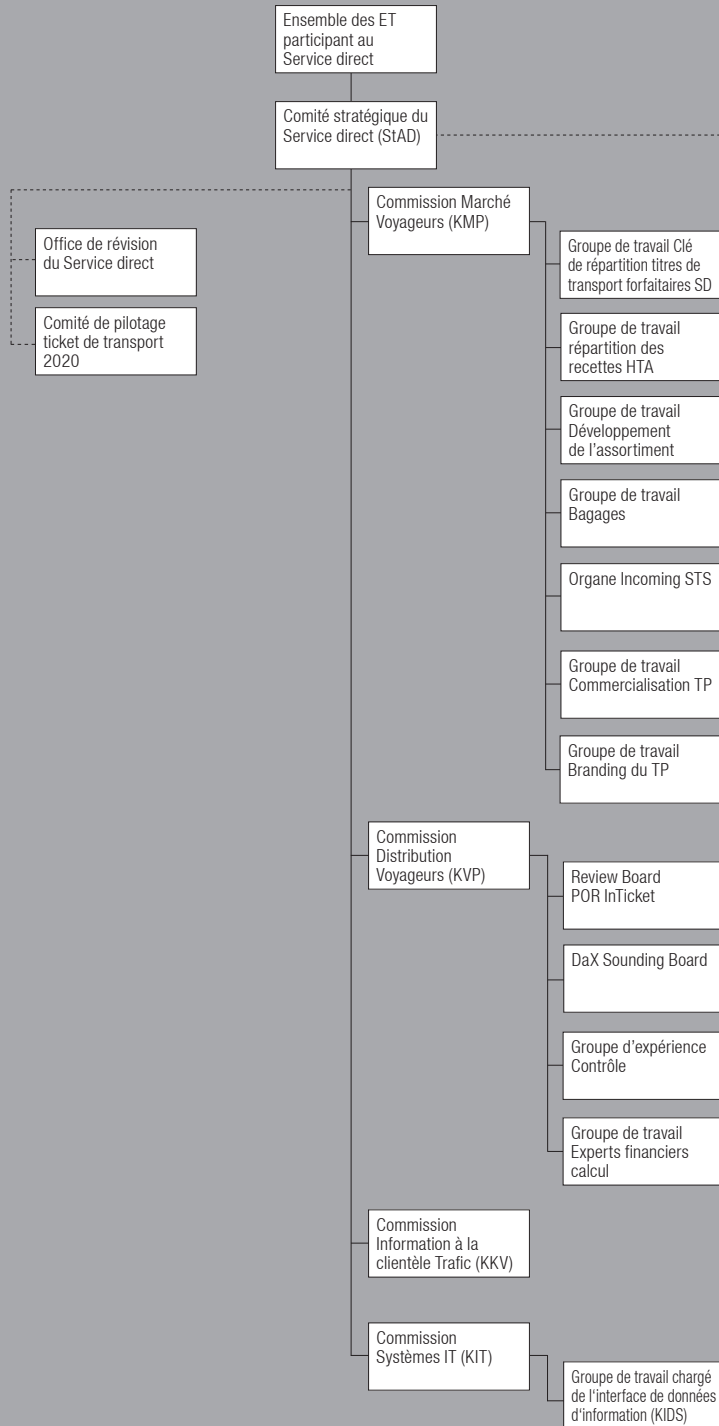 Ensemble des ET
participant au
Service direct
Comité stratégique du
Service direct (StAD)
Office de révision
du Service direct
Comité de pilotage
ticket de transport
2020
Commission Marché
Voyageurs (KMP)
Groupe de travail Clé
de répartition titres de
transport forfaitaires SD
Groupe de travail
répartition des
recettes HTA
Groupe de travail
Développement
de l'assortiment
Groupe de travail
Bagages
Organe Incoming STS
Groupe de travail
Commercialisation TP
Groupe de travail
Branding du TP
Commission
Distribution
Voyageurs (KVP)
Review Board
POR InTicket
DaX Sounding Board
Groupe d'expérience
Contrôle
Groupe de travail
Experts financiers
calcul
Commission
Information à la
clientèle Trafic (KKV)
Commission
Systèmes IT (KIT)
Groupe de travail chargé
de l'interface de données
d'information (KIDS)